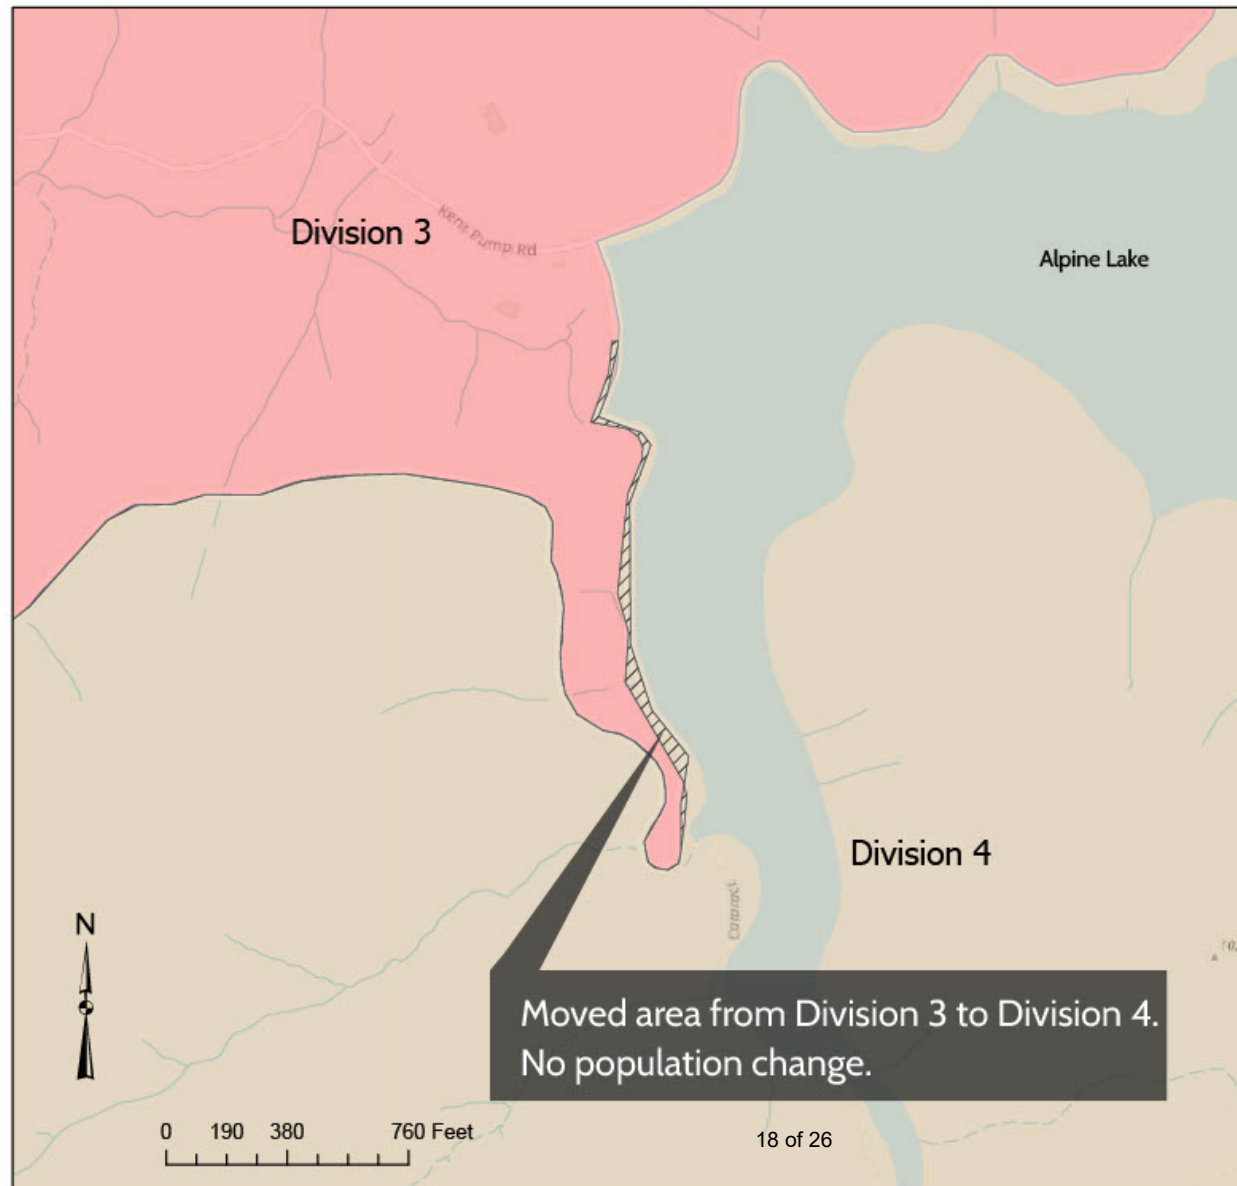 Division 3
Kent Pump Rd
Alpine Lake
Division 4
Cataract
N
Moved area from Division 3 to Division 4.
No population change.
0 190 380 760 Feet
18 of 26